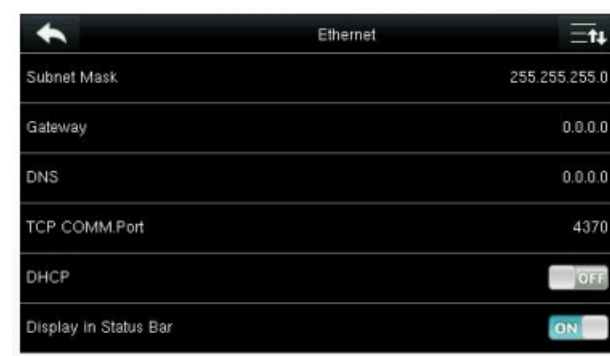 Ethernet
Subnet Mask 255.255.255.0
Gateway 0.0.0.0
DNS 0.0.0.0
TCP COMM.Port 4370
DHCP OFF
Display in Status Bar ON